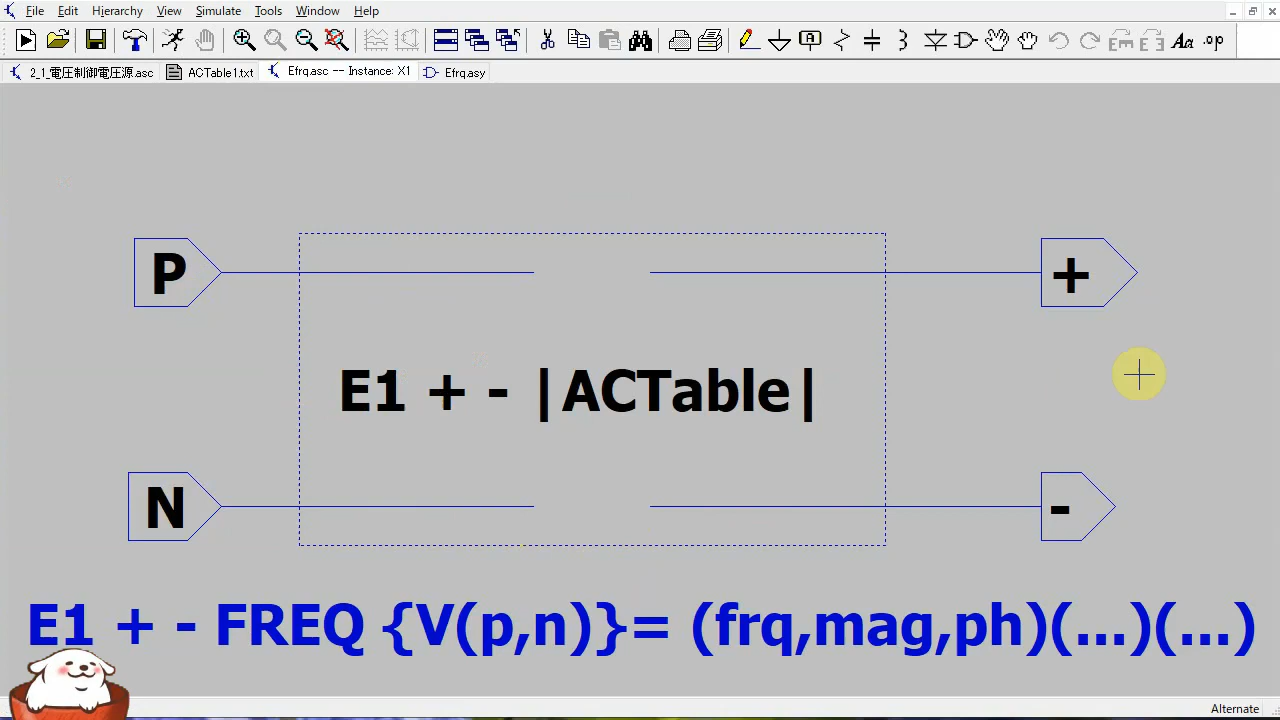 File Edit Hierarchy View Simulate Tools Window Help
2_1_電圧制御電圧源.asc ACTable1.txt Efrq.asc -- Instance: X1 Efrq.asy
P +
E1 + - |ACTable|
N -
E1 + - FREQ {V(p,n)}= (frq,mag,ph)(...)(...)
Alternate